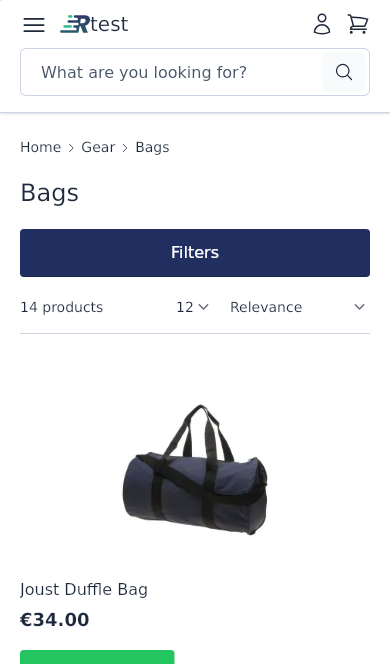 Rtest
What are you looking for?
Home > Gear > Bags
Bags
Filters
14 products 12 Relevance
Joust Duffle Bag
€34.00